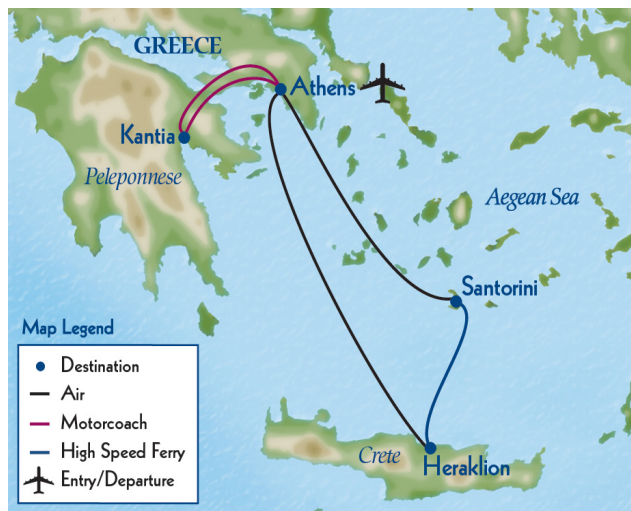 GREECE
Athens
Kantia
Peleponnese
Aegean Sea
Santorini
Map Legend
Destination
Air
Motorcoach
High Speed Ferry
Entry/Departure
Crete
Heraklion